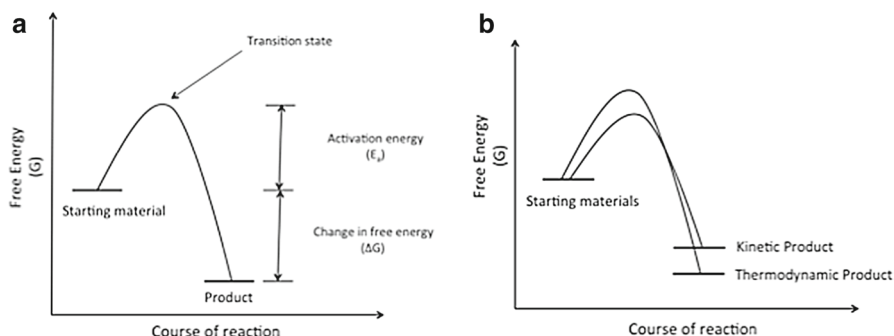 a
Transition state
Free Energy
(G)
Activation energy
(Ea)
Starting material
Change in free energy
(ΔG)
Product
Course of reaction
b
Free Energy
(G)
Starting materials
Kinetic Product
Thermodynamic Product
Course of reaction